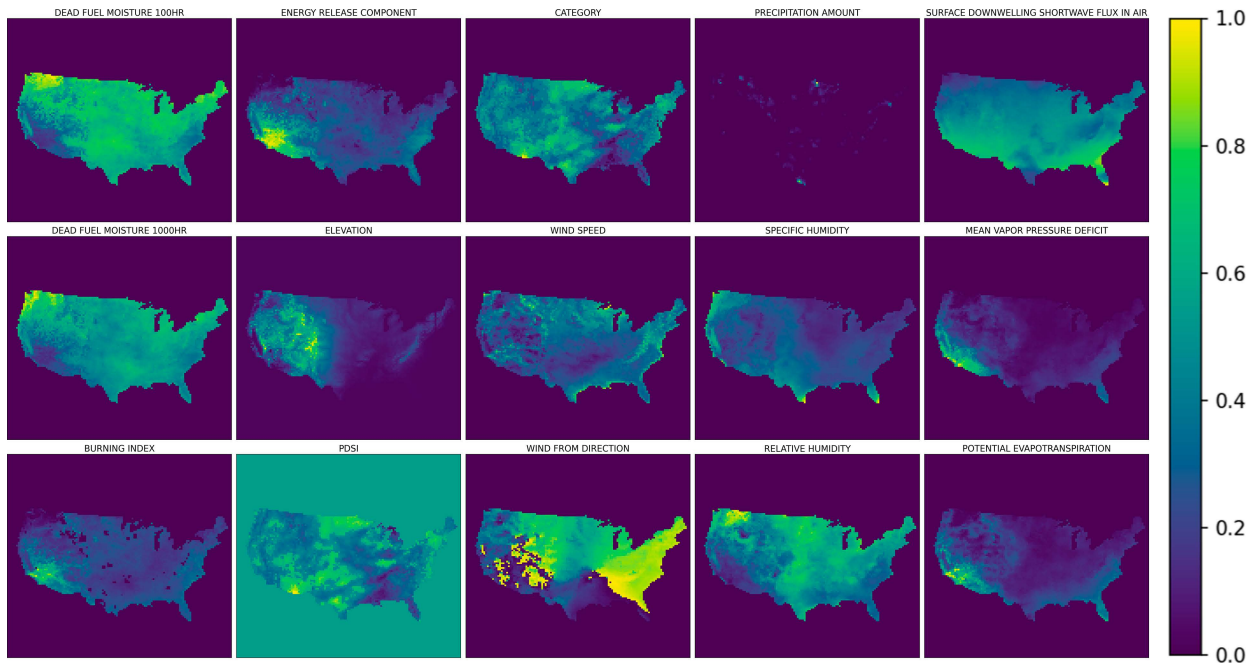 DEAD FUEL MOISTURE 100HR
ENERGY RELEASE COMPONENT
CATEGORY
PRECIPITATION AMOUNT
SURFACE DOWNWELLING SHORTWAVE FLUX IN AIR
DEAD FUEL MOISTURE 1000HR
ELEVATION
WIND SPEED
SPECIFIC HUMIDITY
MEAN VAPOR PRESSURE DEFICIT
BURNING INDEX
PDSI
WIND FROM DIRECTION
RELATIVE HUMIDITY
POTENTIAL EVAPOTRANSPIRATION
1.0
0.8
0.6
0.4
0.2
0.0